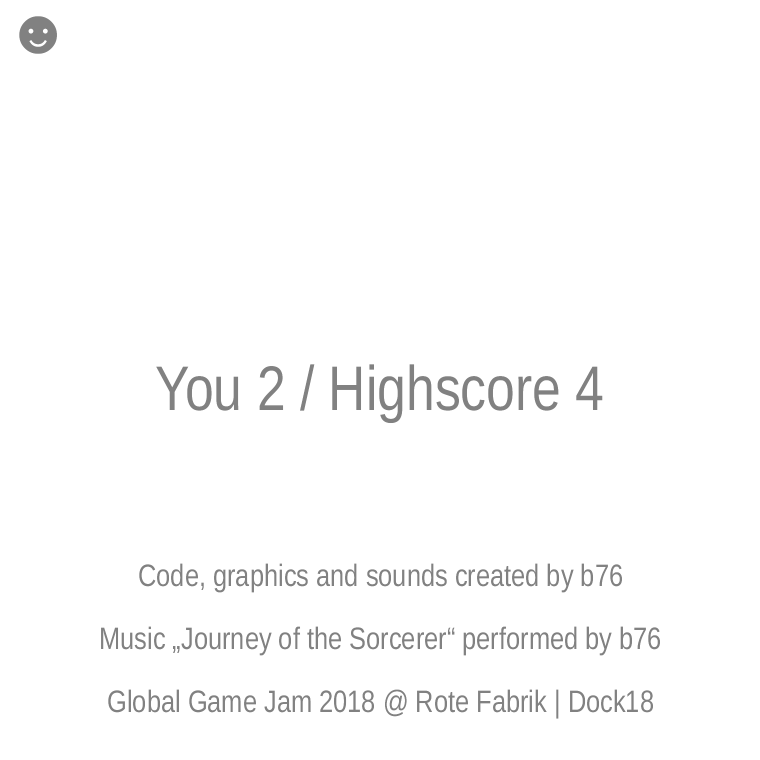 You 2 / Highscore 4
Code, graphics and sounds created by b76
Music „Journey of the Sorcerer“ performed by b76
Global Game Jam 2018 @ Rote Fabrik | Dock18